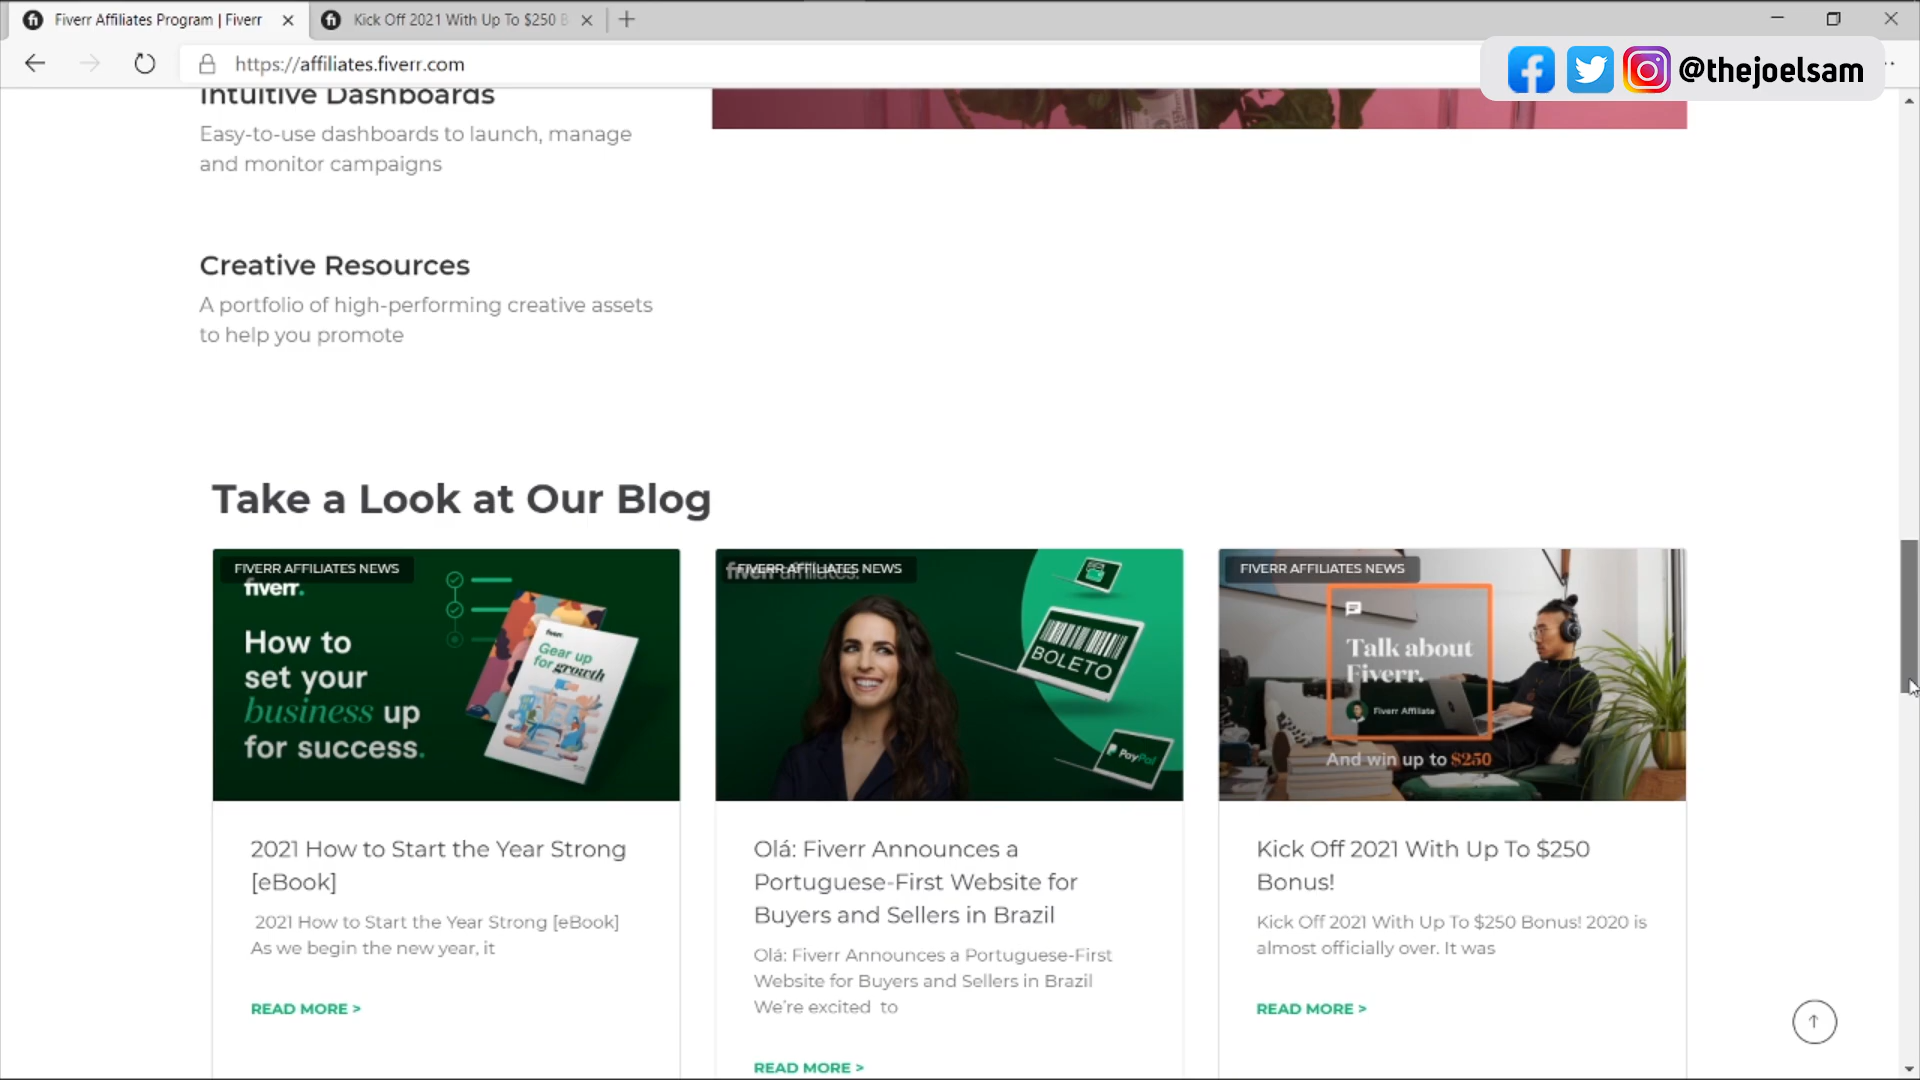 Fiverr Affiliates Program | Fiverr
Kick Off 2021 With Up To $250 B
https://affiliates.fiverr.com
@thejoelsam
Intuitive Dashboards
Easy-to-use dashboards to launch, manage
and monitor campaigns
Creative Resources
A portfolio of high-performing creative assets
to help you promote
Take a Look at Our Blog
FIVERR AFFILIATES NEWS
fiverr.
How to
set your
business up
for success.
fiverr.
Gear up
for growth
FIVERR AFFILIATES NEWS
fiverr affiliates.
BOLETO
PayPal
FIVERR AFFILIATES NEWS
Talk about
Fiverr.
Fiverr Affiliate
And win up to $250
2021 How to Start the Year Strong
[eBook]
2021 How to Start the Year Strong [eBook]
As we begin the new year, it
READ MORE >
Olá: Fiverr Announces a
Portuguese-First Website for
Buyers and Sellers in Brazil
Olá: Fiverr Announces a Portuguese-First
Website for Buyers and Sellers in Brazil
We're excited to
READ MORE >
Kick Off 2021 With Up To $250
Bonus!
Kick Off 2021 With Up To $250 Bonus! 2020 is
almost officially over. It was
READ MORE >